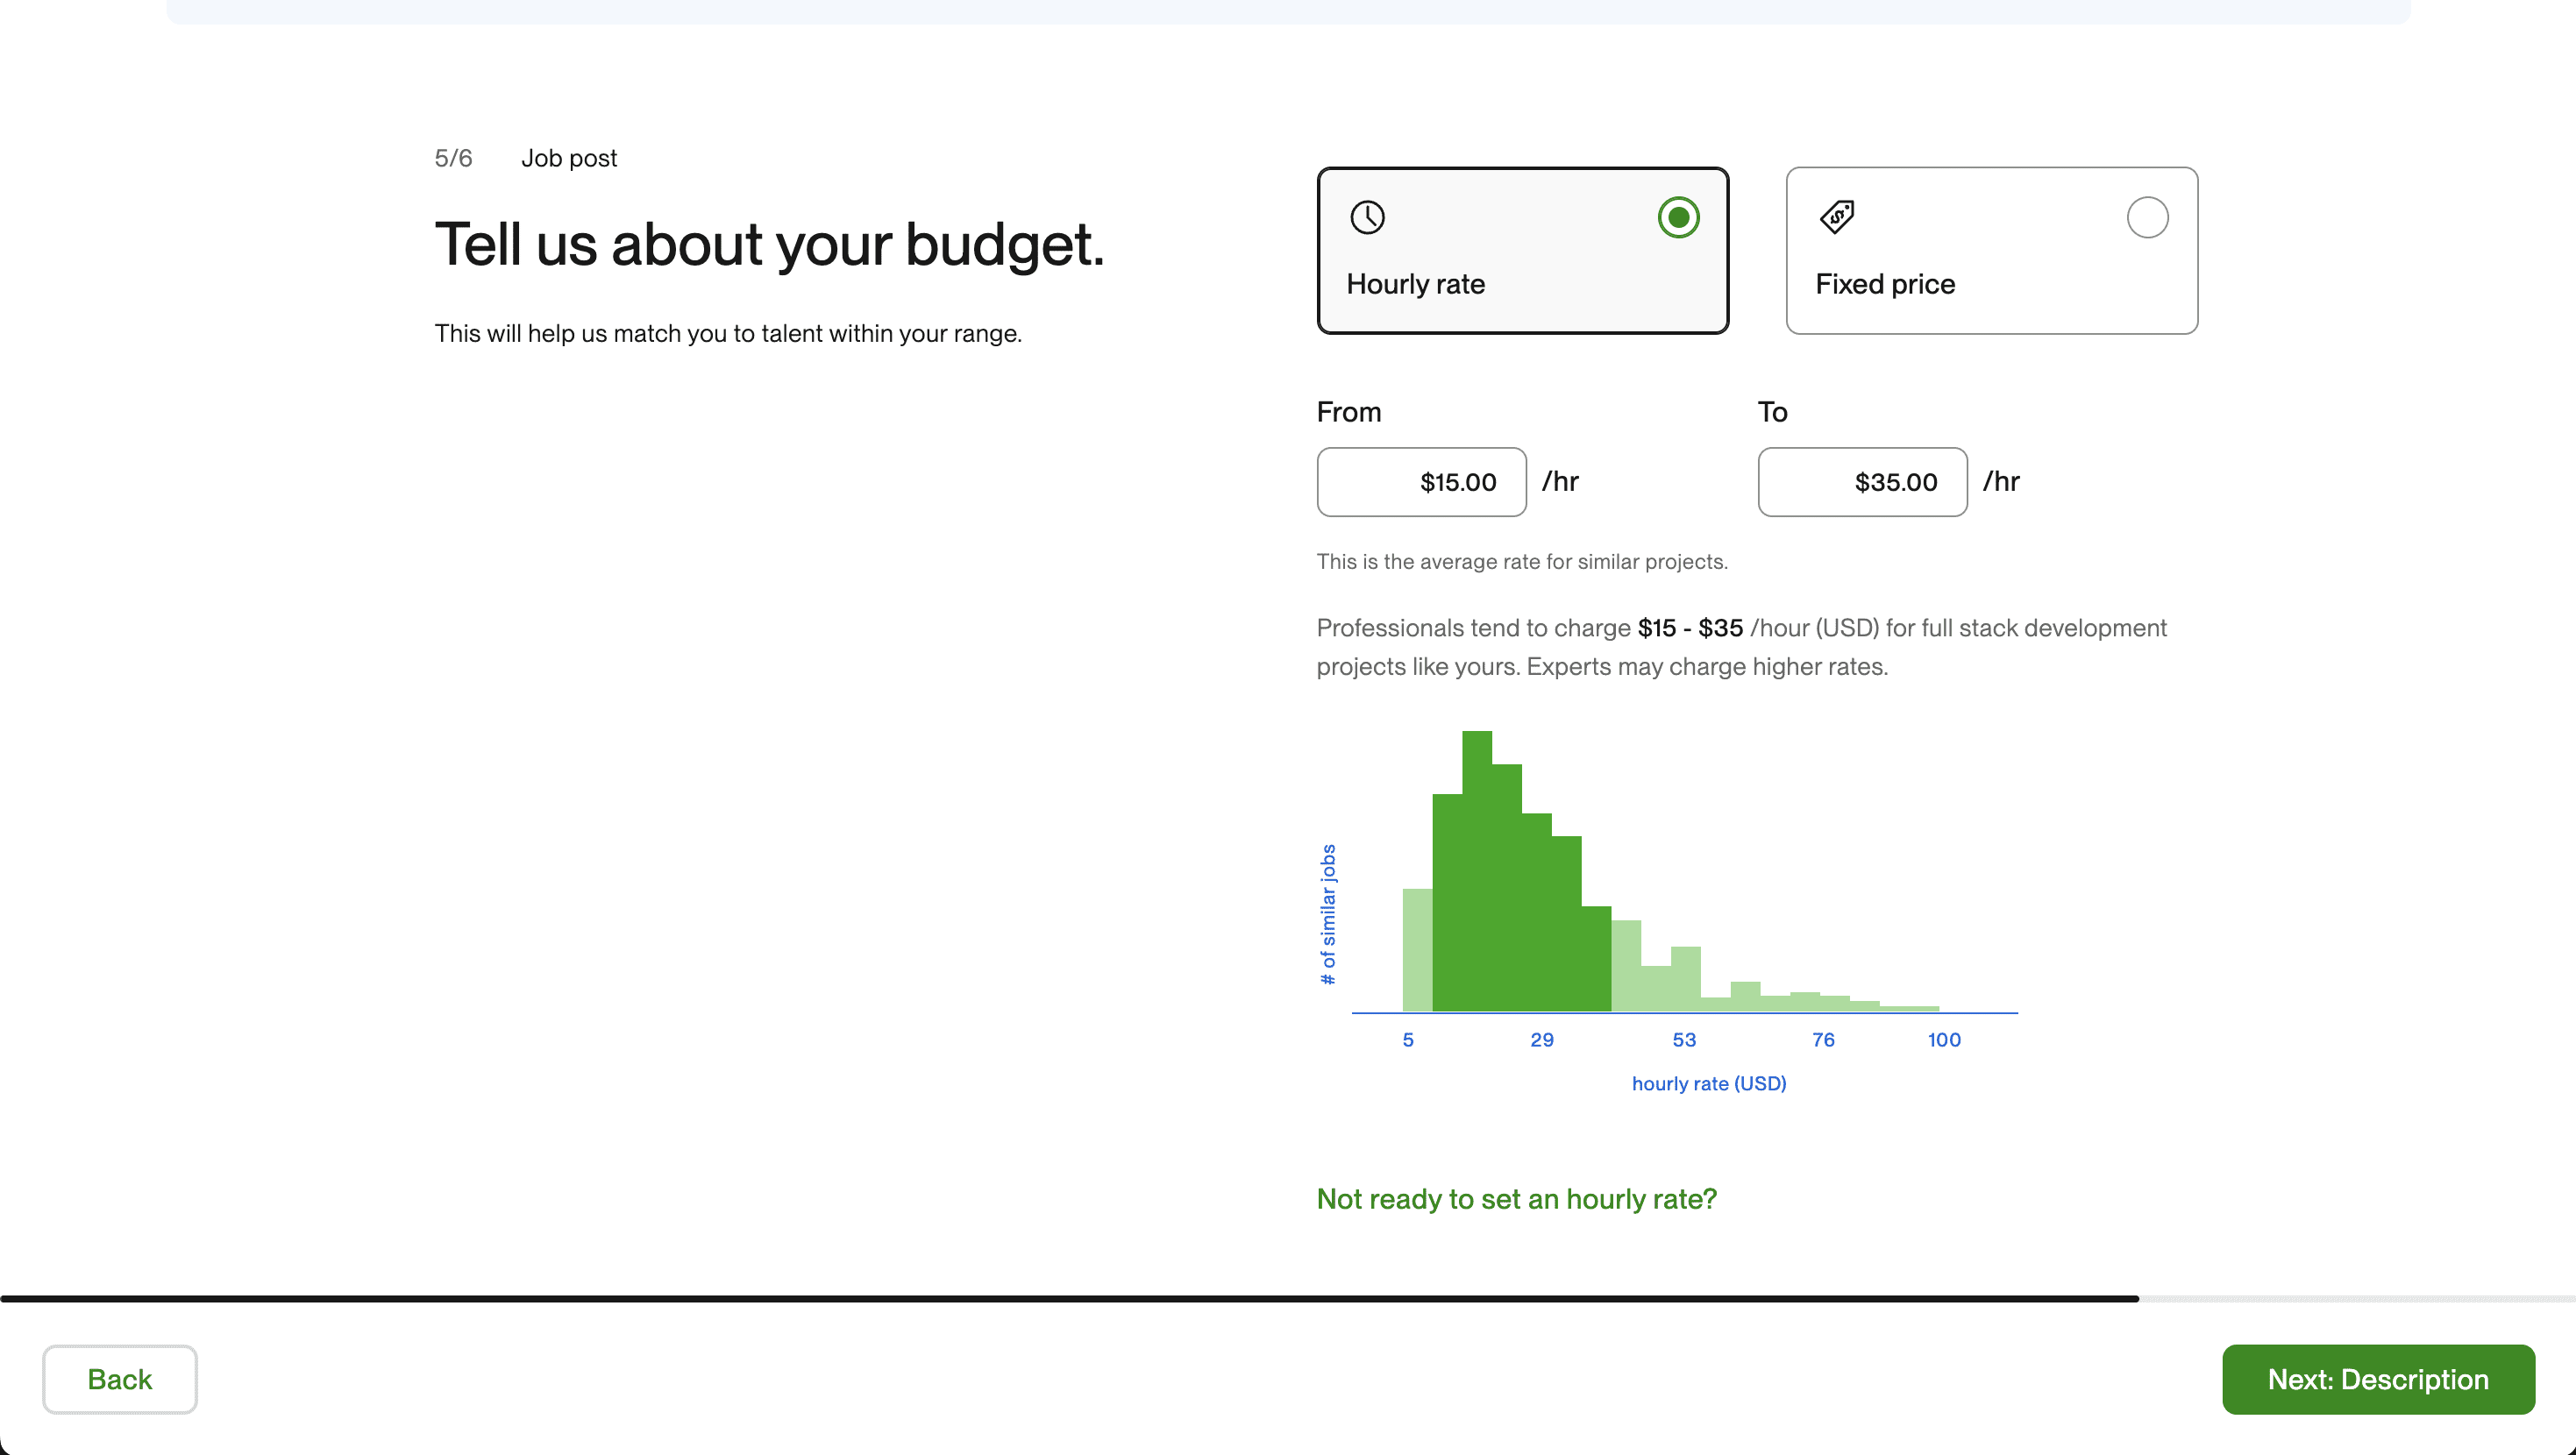 5/6 Job post
Tell us about your budget.
This will help us match you to talent within your range.
Hourly rate
Fixed price
From
To
$15.00 /hr
$35.00 /hr
This is the average rate for similar projects.
Professionals tend to charge $15 - $35 /hour (USD) for full stack development
projects like yours. Experts may charge higher rates.
# of similar jobs
5 29 53 76 100
hourly rate (USD)
Not ready to set an hourly rate?
Back
Next: Description